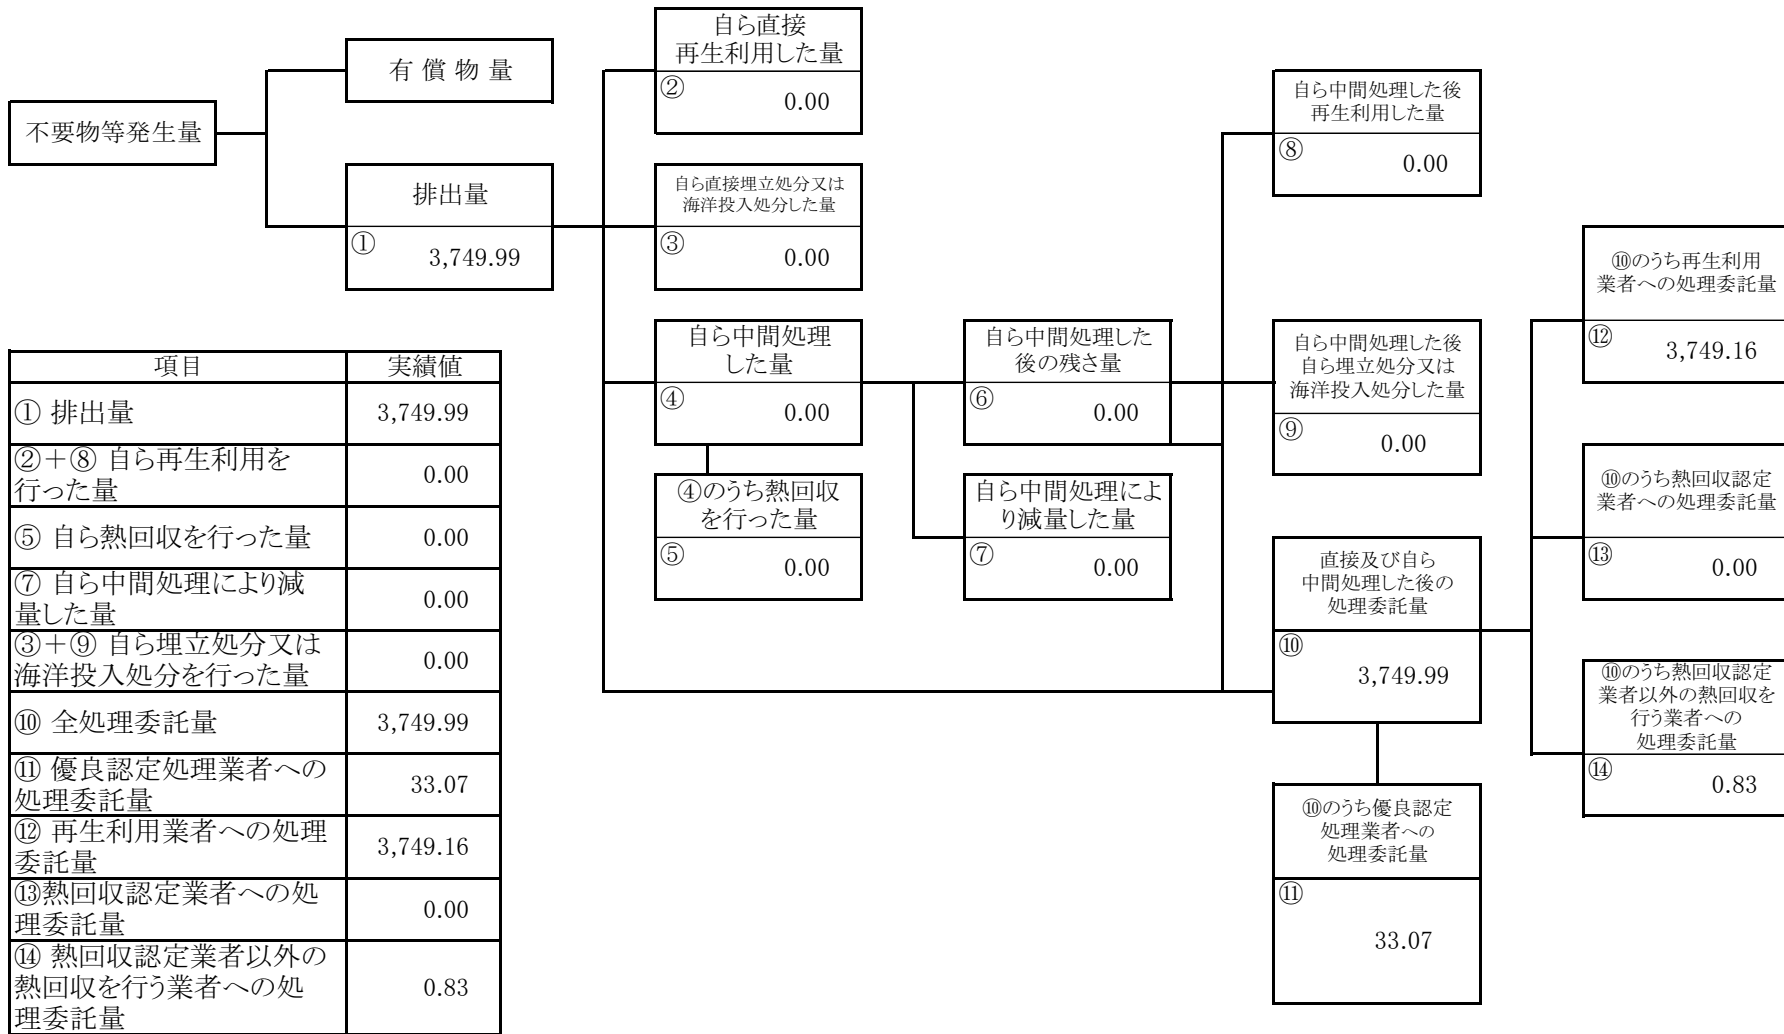 不要物等発生量
有 償 物 量
排出量
① 3,749.99
自ら直接
再生利用した量
② 0.00
自ら直接埋立処分又は
海洋投入処分した量
③ 0.00
自ら中間処理
した量
④ 0.00
④のうち熱回収
を行った量
⑤ 0.00
自ら中間処理した
後の残さ量
⑥ 0.00
自ら中間処理によ
り減量した量
⑦ 0.00
自ら中間処理した後
再生利用した量
⑧ 0.00
自ら中間処理した後
自ら埋立処分又は
海洋投入処分した量
⑨ 0.00
直接及び自ら
中間処理した後の
処理委託量
⑩ 3,749.99
⑩のうち優良認定
処理業者への
処理委託量
⑪ 33.07
⑩のうち再生利用
業者への処理委託量
⑫ 3,749.16
⑩のうち熱回収認定
業者への処理委託量
⑬ 0.00
⑩のうち熱回収認定
業者以外の熱回収を
行う業者への
処理委託量
⑭ 0.83
項目 実績値
① 排出量 3,749.99
②＋⑧ 自ら再生利用を
行った量 0.00
⑤ 自ら熱回収を行った量 0.00
⑦ 自ら中間処理により減
量した量 0.00
③＋⑨ 自ら埋立処分又は
海洋投入処分を行った量 0.00
⑩ 全処理委託量 3,749.99
⑪ 優良認定処理業者への
処理委託量 33.07
⑫ 再生利用業者への処理
委託量 3,749.16
⑬熱回収認定業者への処
理委託量 0.00
⑭ 熱回収認定業者以外の
熱回収を行う業者への処
理委託量 0.83